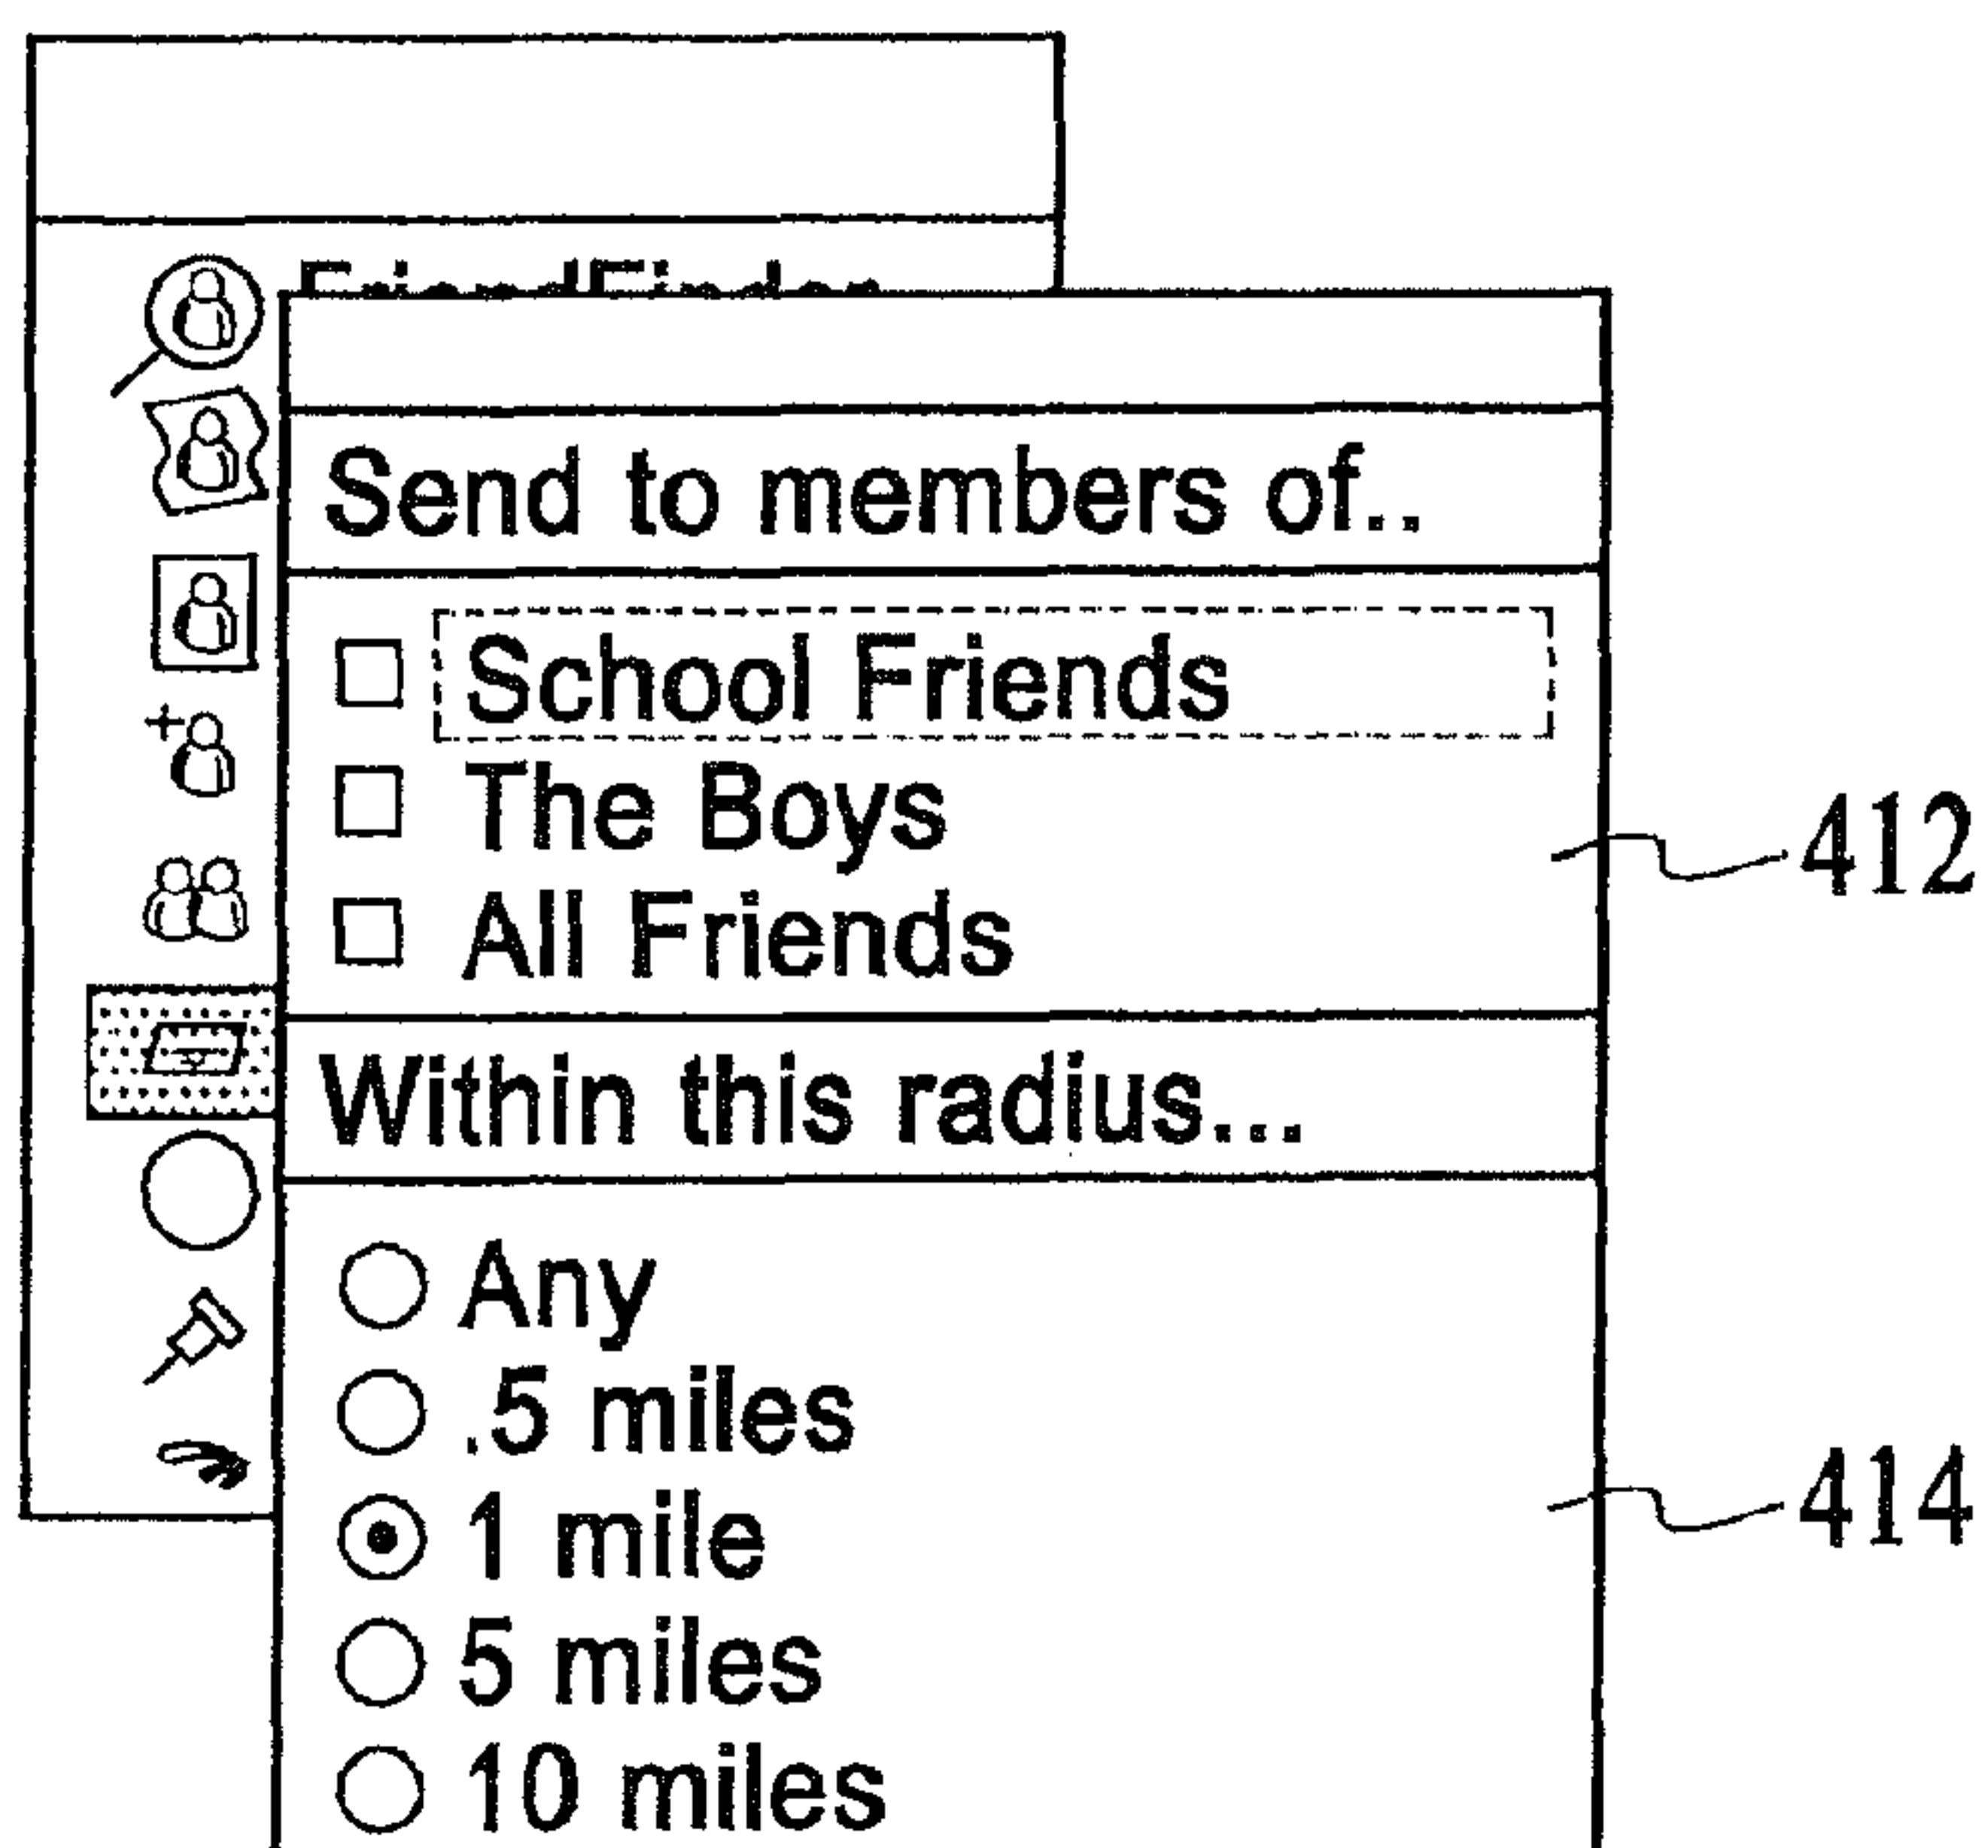 Send to members of..
School Friends
The Boys
412
All Friends
Within this radius...
Any
.5 miles
1 mile
414
5 miles
10 miles